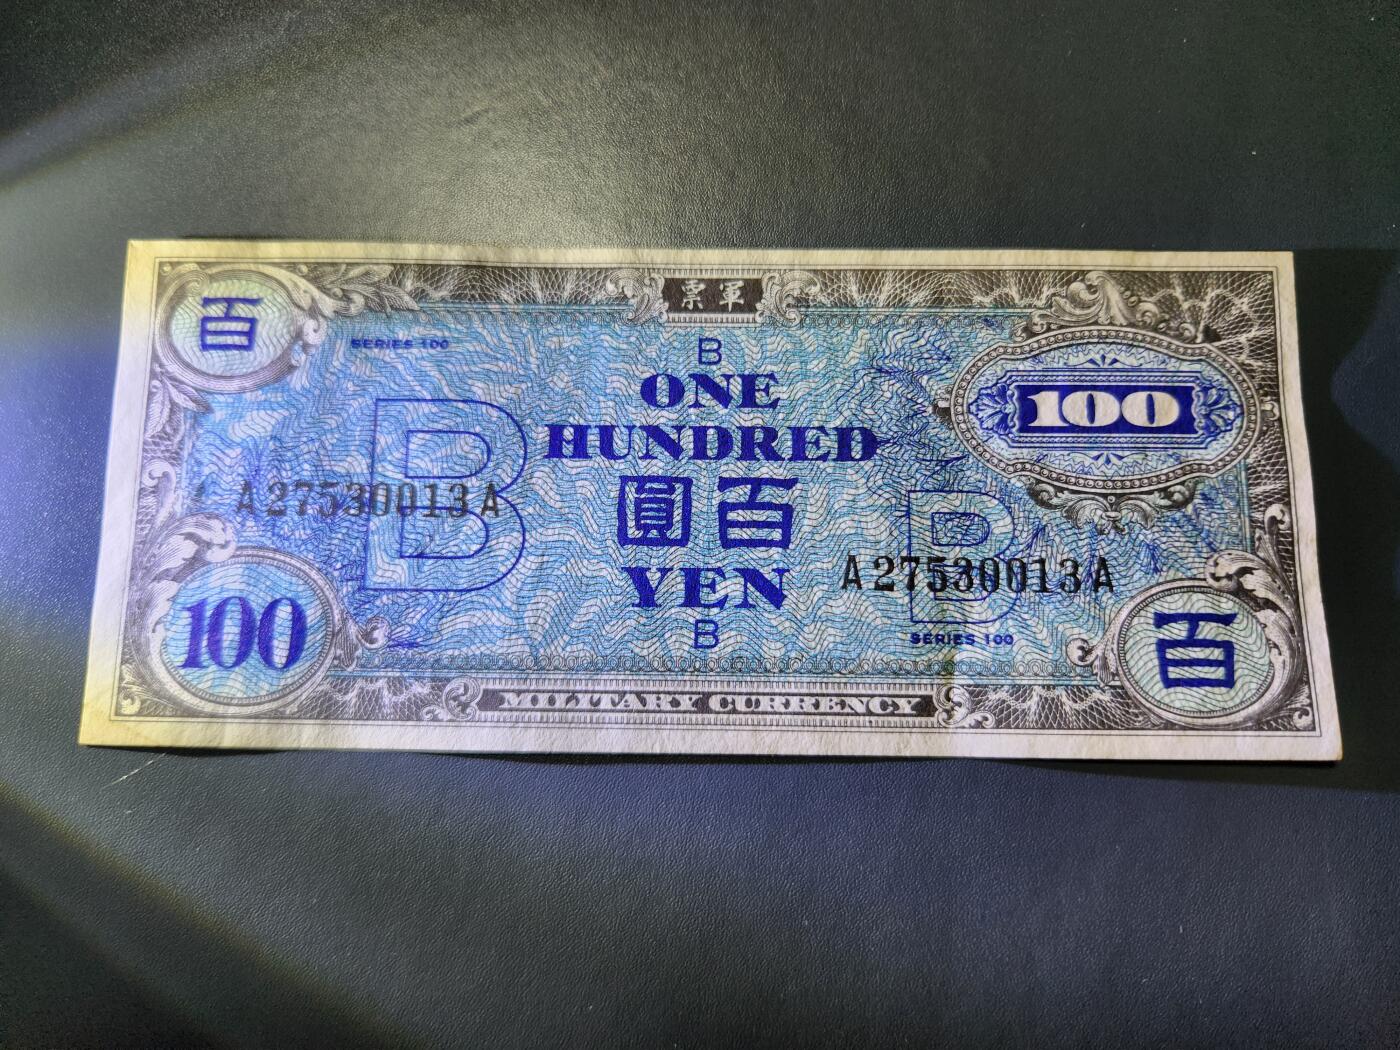 票軍
百
SERIES 100
B
ONE
HUNDRED
100
B
A27530013A
圓百
B
YEN
A27530013A
B
SERIES 100
100
百
MILITARY CURRENCY